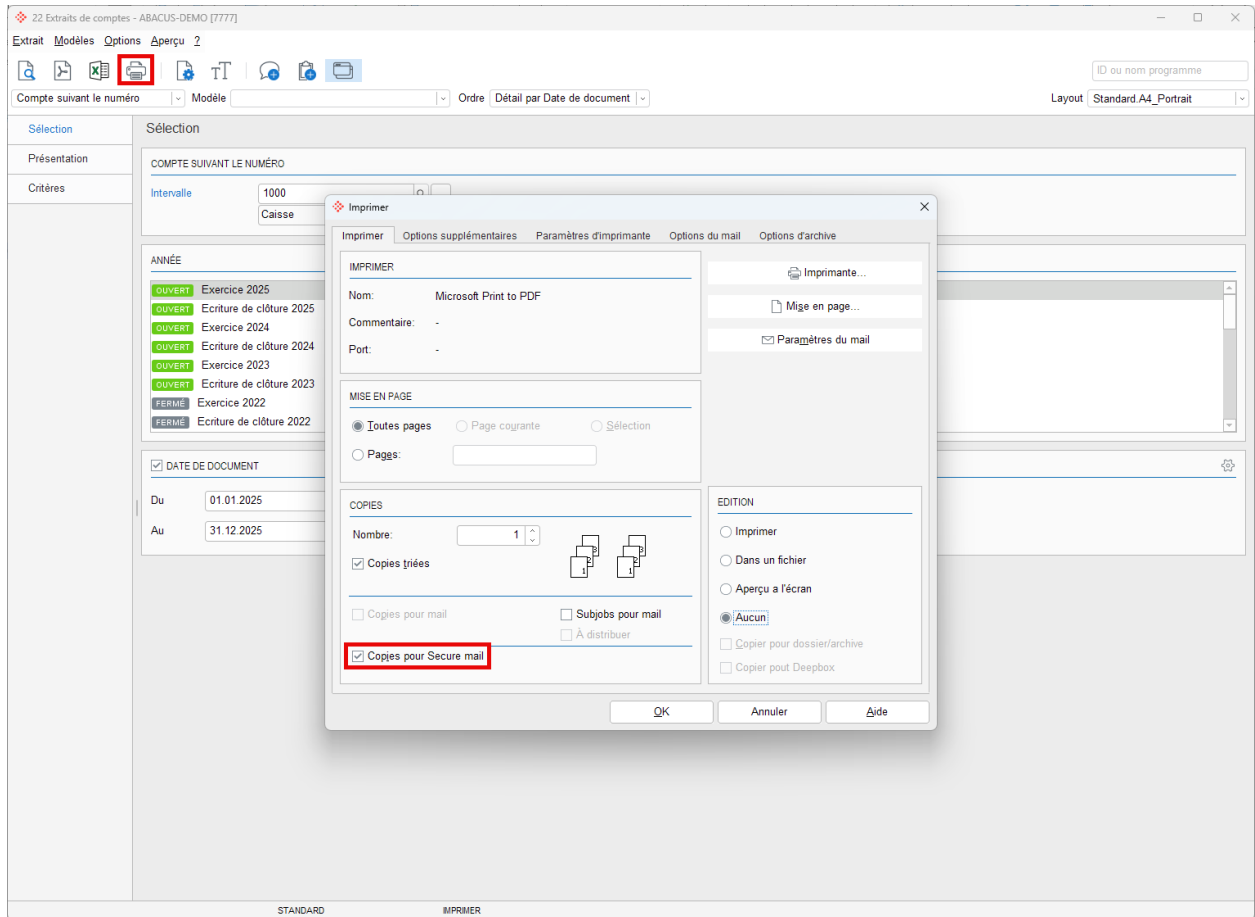 22 Extraits de comptes - ABACUS-DEMO [7777]
Extrait Modèles Options Aperçu ?
ID ou nom programme
Compte suivant le numéro Modèle Ordre Détail par Date de document Layout Standard.A4_Portrait
Sélection
Présentation
Critères
Sélection
COMPTE SUIVANT LE NUMÉRO
Intervalle 1000
Caisse
ANNÉE
OUVERT Exercice 2025
OUVERT Ecriture de clôture 2025
OUVERT Exercice 2024
OUVERT Ecriture de clôture 2024
OUVERT Exercice 2023
OUVERT Ecriture de clôture 2023
FERMÉ Exercice 2022
FERMÉ Ecriture de clôture 2022
DATE DE DOCUMENT
Du 01.01.2025
Au 31.12.2025
Imprimer
Imprimer Options supplémentaires Paramètres d'imprimante Options du mail Options d'archive
IMPRIMER
Nom: Microsoft Print to PDF
Commentaire: -
Port: -
Imprimante...
Mise en page...
Paramètres du mail
MISE EN PAGE
Toutes pages Page courante Sélection
Pages:
COPIES
Nombre: 1
Copies triées
1 2 3 1 2 3
Copies pour mail Subjobs pour mail
À distribuer
Copies pour Secure mail
EDITION
Imprimer
Dans un fichier
Aperçu a l'écran
Aucun
Copier pour dossier/archive
Copier pout Deepbox
OK Annuler Aide
STANDARD IMPRIMER